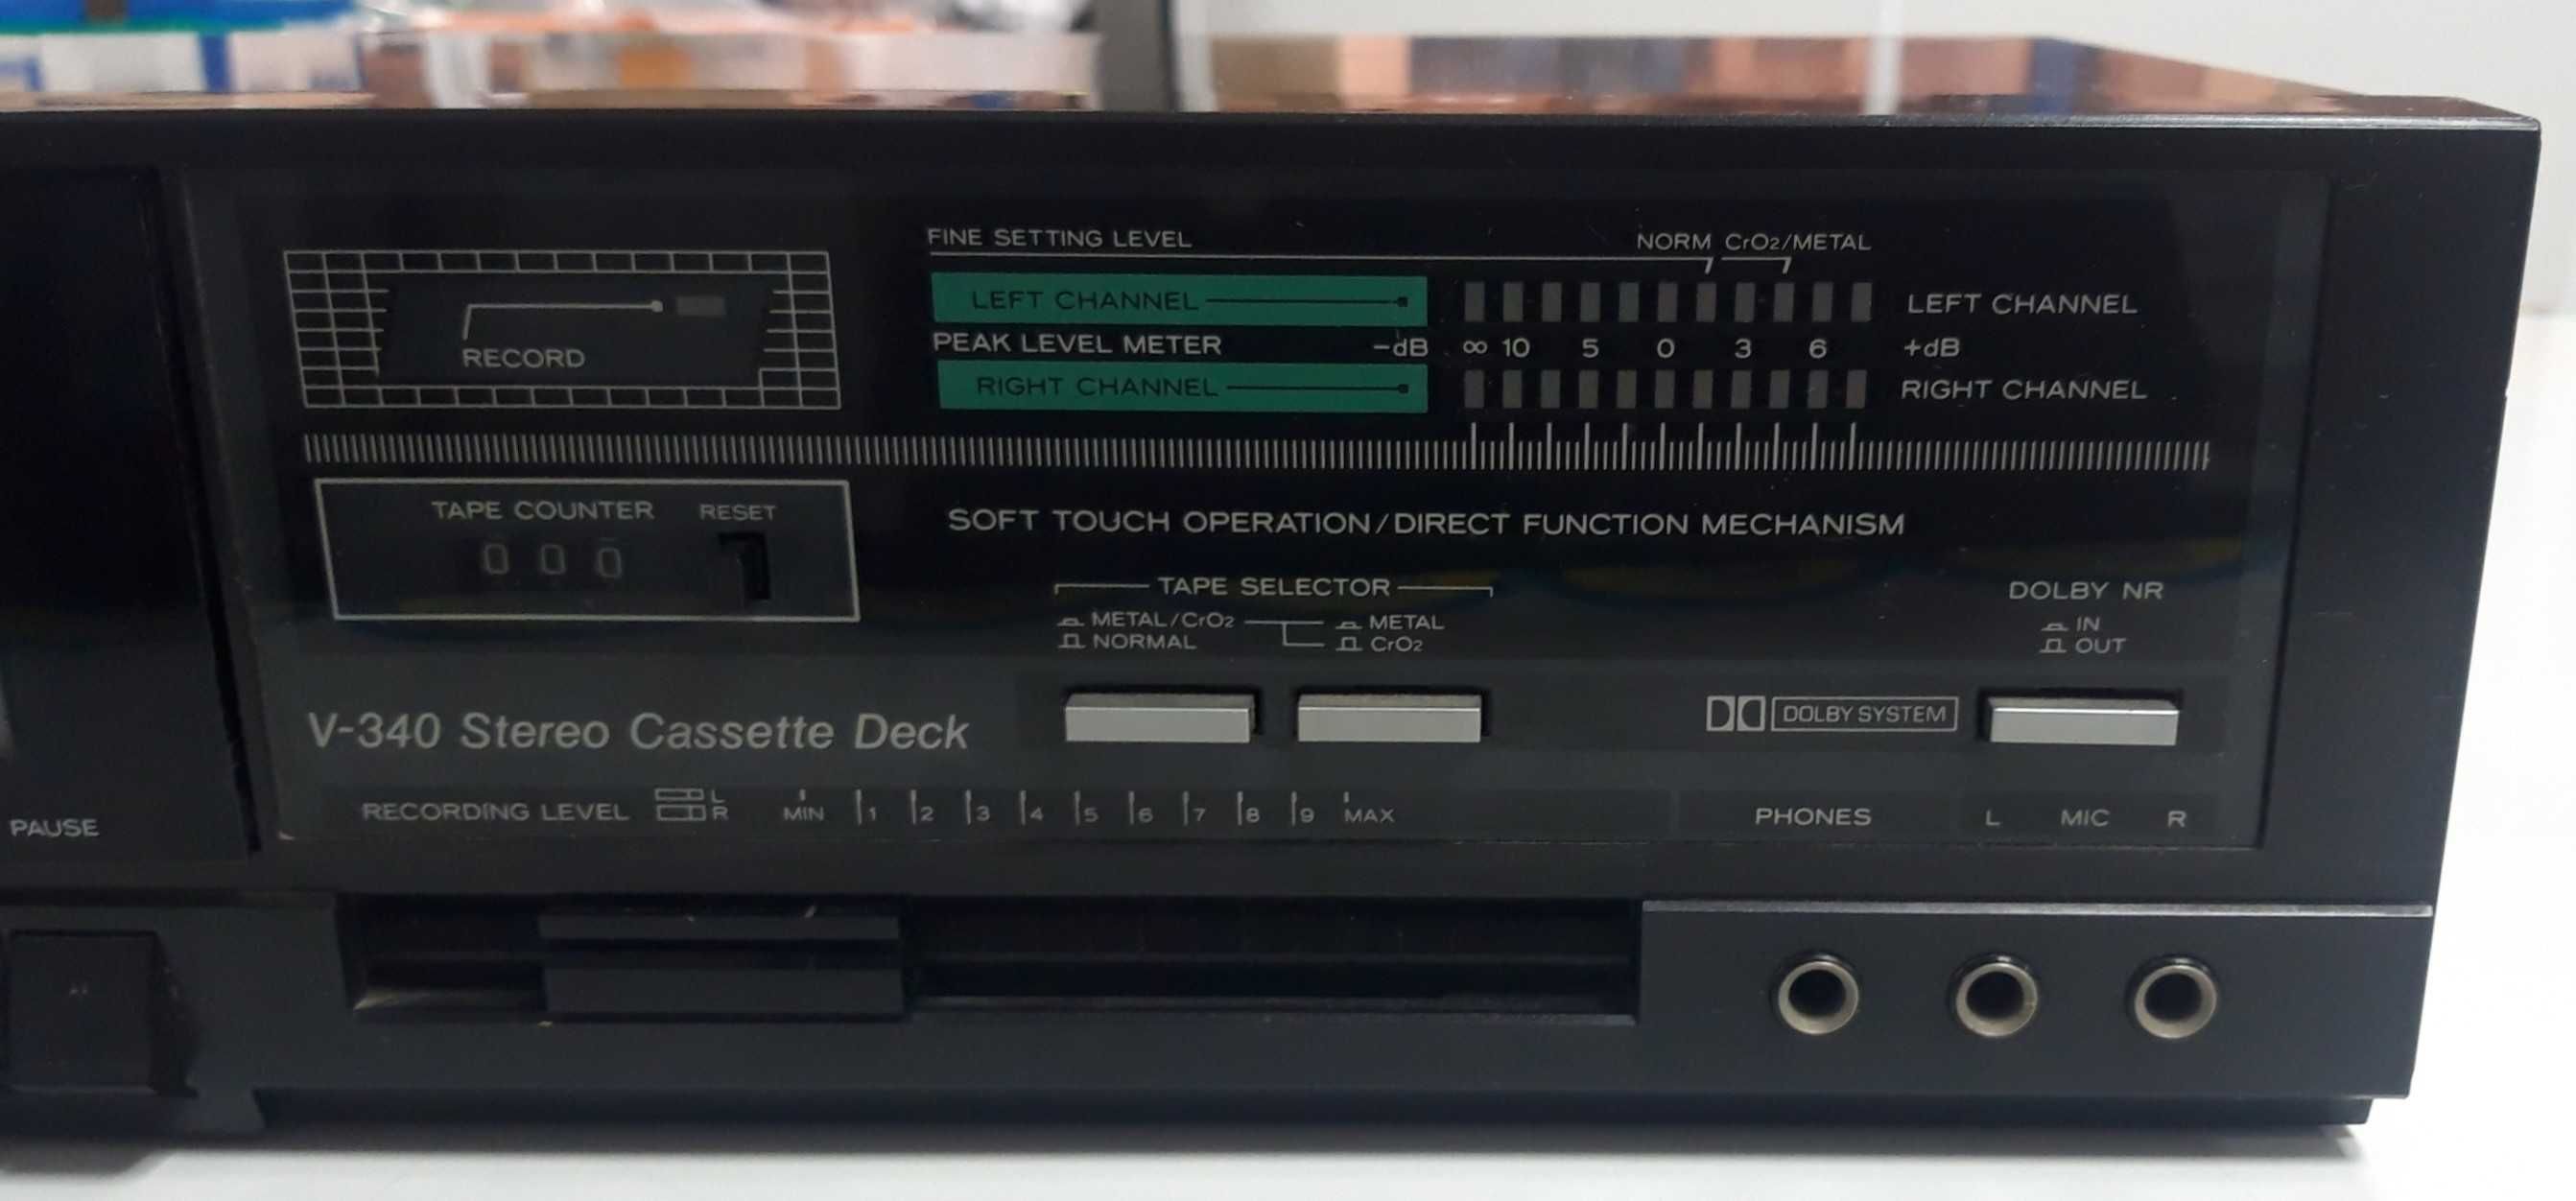 FINE SETTING LEVEL NORM CrO2/METAL
LEFT CHANNEL LEFT CHANNEL
RECORD
PEAK LEVEL METER -dB ∞ 10 5 0 3 6 +dB
RIGHT CHANNEL RIGHT CHANNEL
TAPE COUNTER RESET
000
SOFT TOUCH OPERATION/DIRECT FUNCTION MECHANISM
TAPE SELECTOR
METAL/CrO2 METAL
NORMAL CrO2
DOLBY NR
IN
OUT
V-340 Stereo Cassette Deck
DOLBY SYSTEM
PAUSE
RECORDING LEVEL L R MIN 1 2 3 4 5 6 7 8 9 MAX
PHONES L MIC R